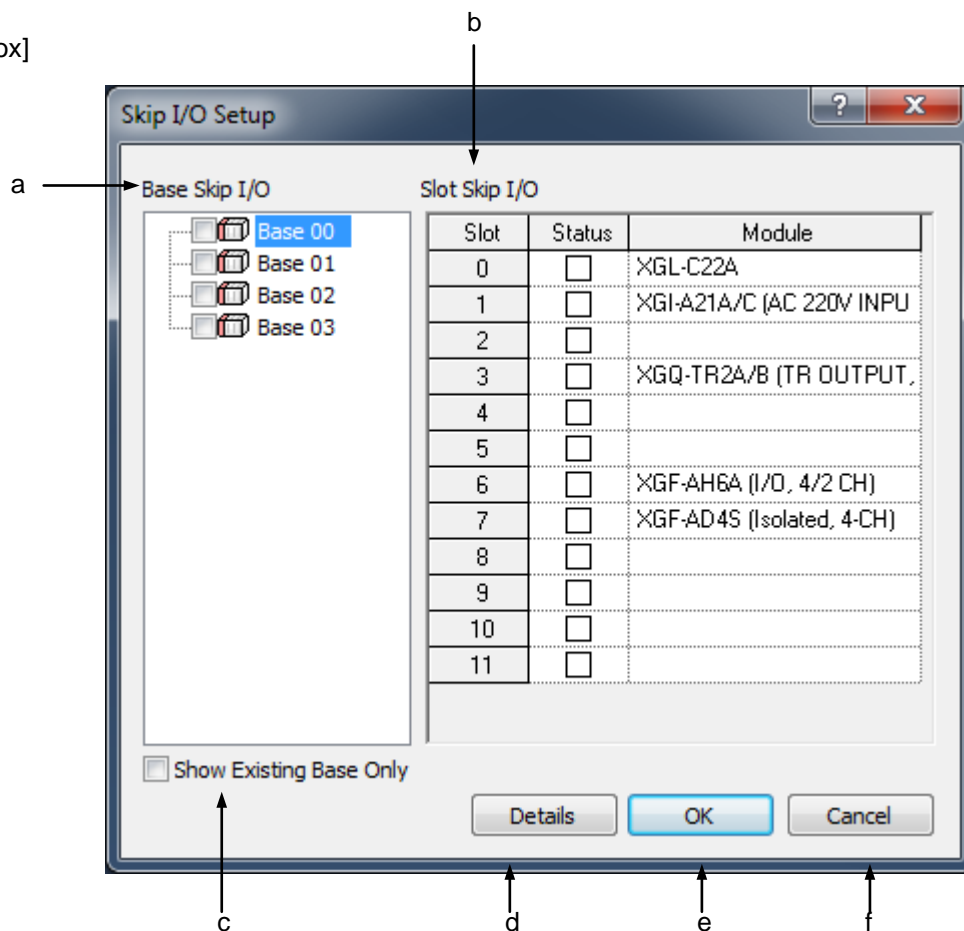 b
ox]
Skip I/O Setup
?
X
a
Base Skip I/O
Slot Skip I/O
Base 00
Base 01
Base 02
Base 03
Slot Status Module
0 XGL-C22A
1 XGI-A21A/C (AC 220V INPU
2
3 XGQ-TR2A/B (TR OUTPUT,
4
5
6 XGF-AH6A (I/O, 4/2 CH)
7 XGF-AD4S (Isolated, 4-CH)
8
9
10
11
Show Existing Base Only
Details OK Cancel
c d e f